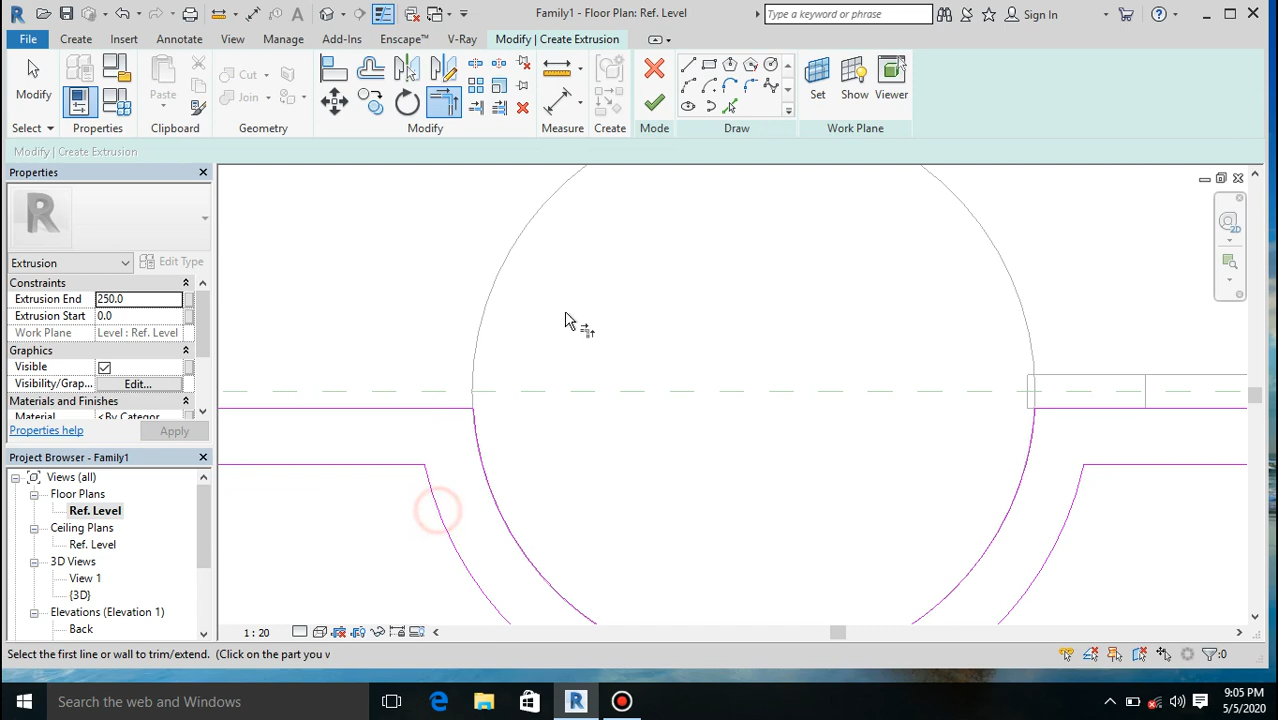 Family1 - Floor Plan: Ref. Level
Type a keyword or phrase
Sign In
File
Create
Insert
Annotate
View
Manage
Add-Ins
Enscape™
V-Ray
Modify | Create Extrusion
Modify
Paste
Cut
Join
Set
Show
Viewer
Select
Properties
Clipboard
Geometry
Modify
Measure
Create
Mode
Draw
Work Plane
Modify | Create Extrusion
Properties
R
Extrusion
Edit Type
Constraints
Extrusion End 250.0
Extrusion Start 0.0
Work Plane Level : Ref. Level
Graphics
Visible
Visibility/Grap... Edit...
Materials and Finishes
Material <By Categor
Properties help
Apply
Project Browser - Family1
Views (all)
Floor Plans
Ref. Level
Ceiling Plans
Ref. Level
3D Views
View 1
{3D}
Elevations (Elevation 1)
Back
2D
1 : 20
Select the first line or wall to trim/extend. (Click on the part you v
:0
Search the web and Windows
9:05 PM
5/5/2020